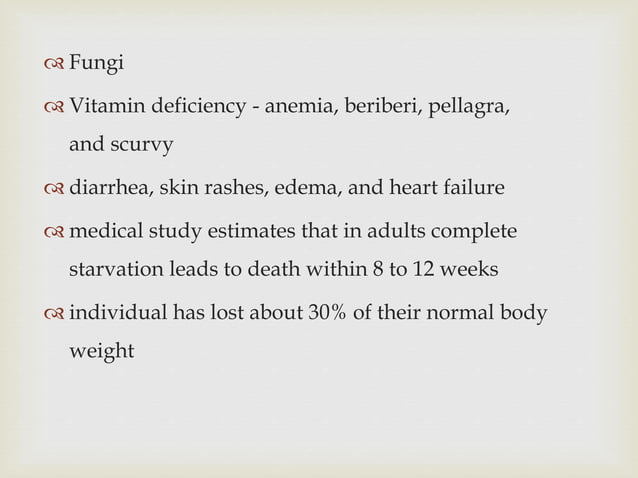 Fungi
Vitamin deficiency - anemia, beriberi, pellagra,
and scurvy
diarrhea, skin rashes, edema, and heart failure
medical study estimates that in adults complete
starvation leads to death within 8 to 12 weeks
individual has lost about 30% of their normal body
weight